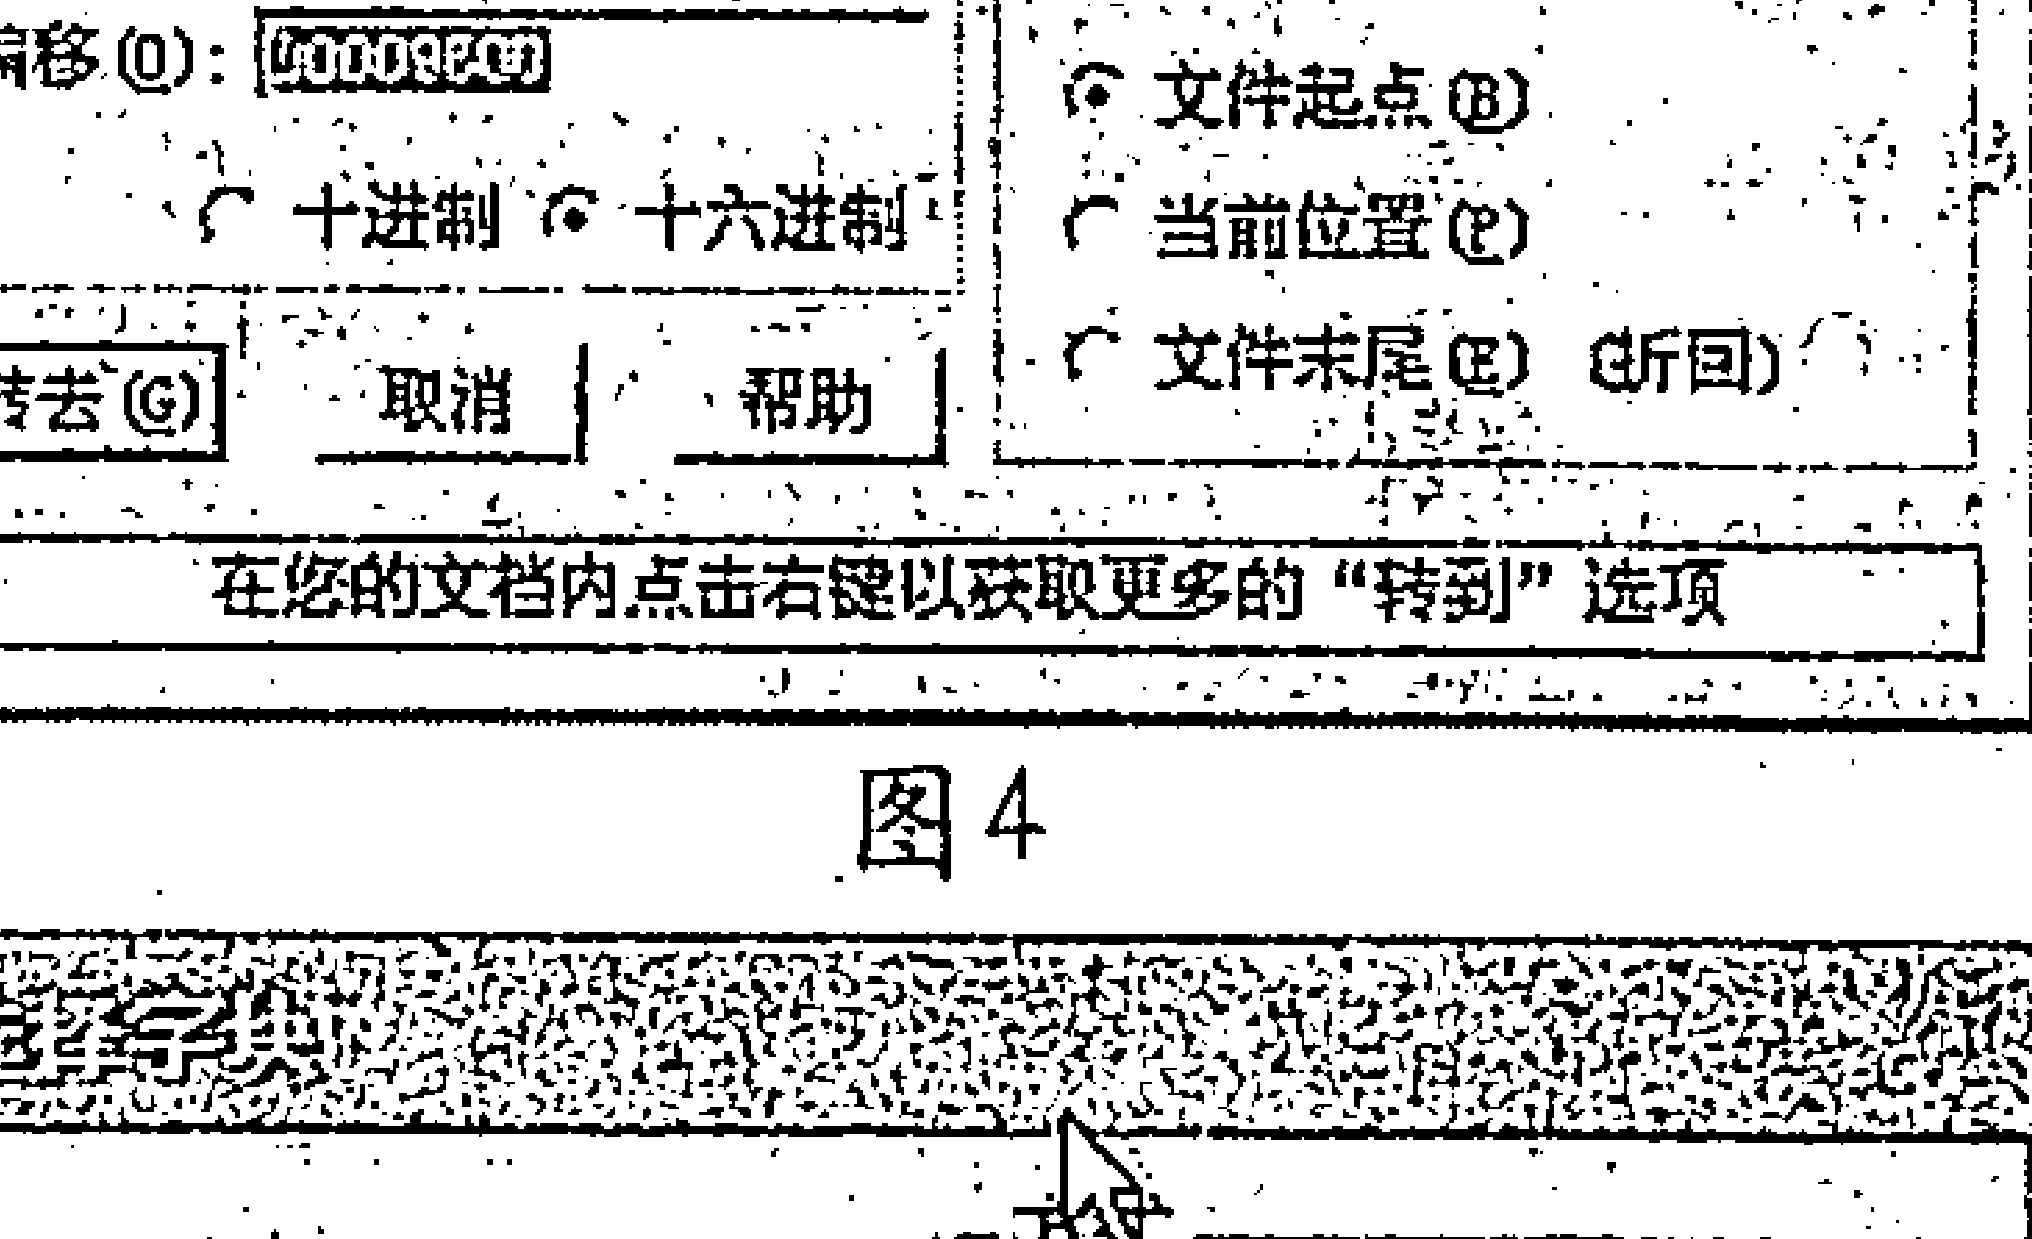 偏移(O):
十进制 十六进制
转去(G) 取消 帮助
文件起点(B)
当前位置(P)
文件末尾(E) (折回)
在您的文档内点击右键以获取更多的“转到”选项
图4
字典